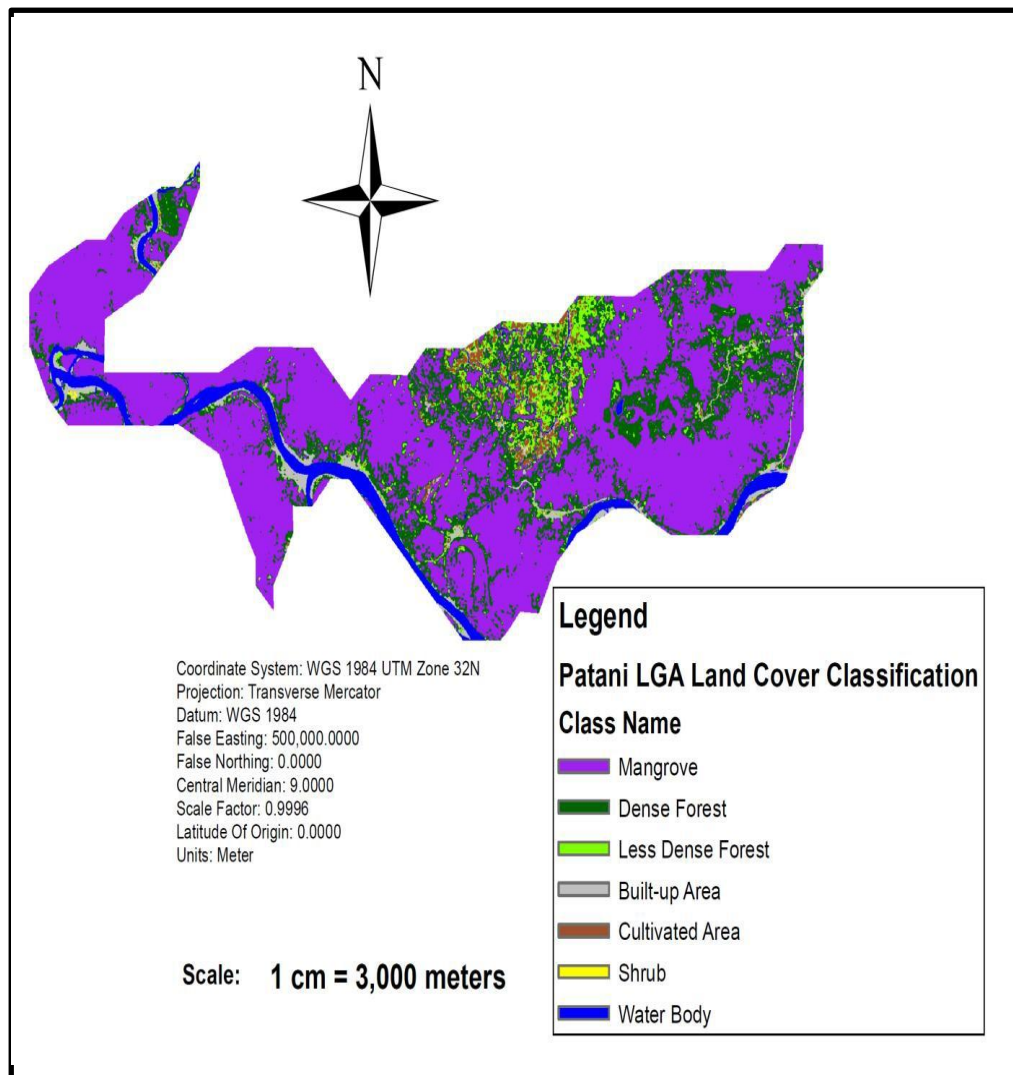 N
Coordinate System: WGS 1984 UTM Zone 32N
Projection: Transverse Mercator
Datum: WGS 1984
False Easting: 500,000.0000
False Northing: 0.0000
Central Meridian: 9.0000
Scale Factor: 0.9996
Latitude Of Origin: 0.0000
Units: Meter
Scale: 1 cm = 3,000 meters
Legend
Patani LGA Land Cover Classification
Class Name
Mangrove
Dense Forest
Less Dense Forest
Built-up Area
Cultivated Area
Shrub
Water Body